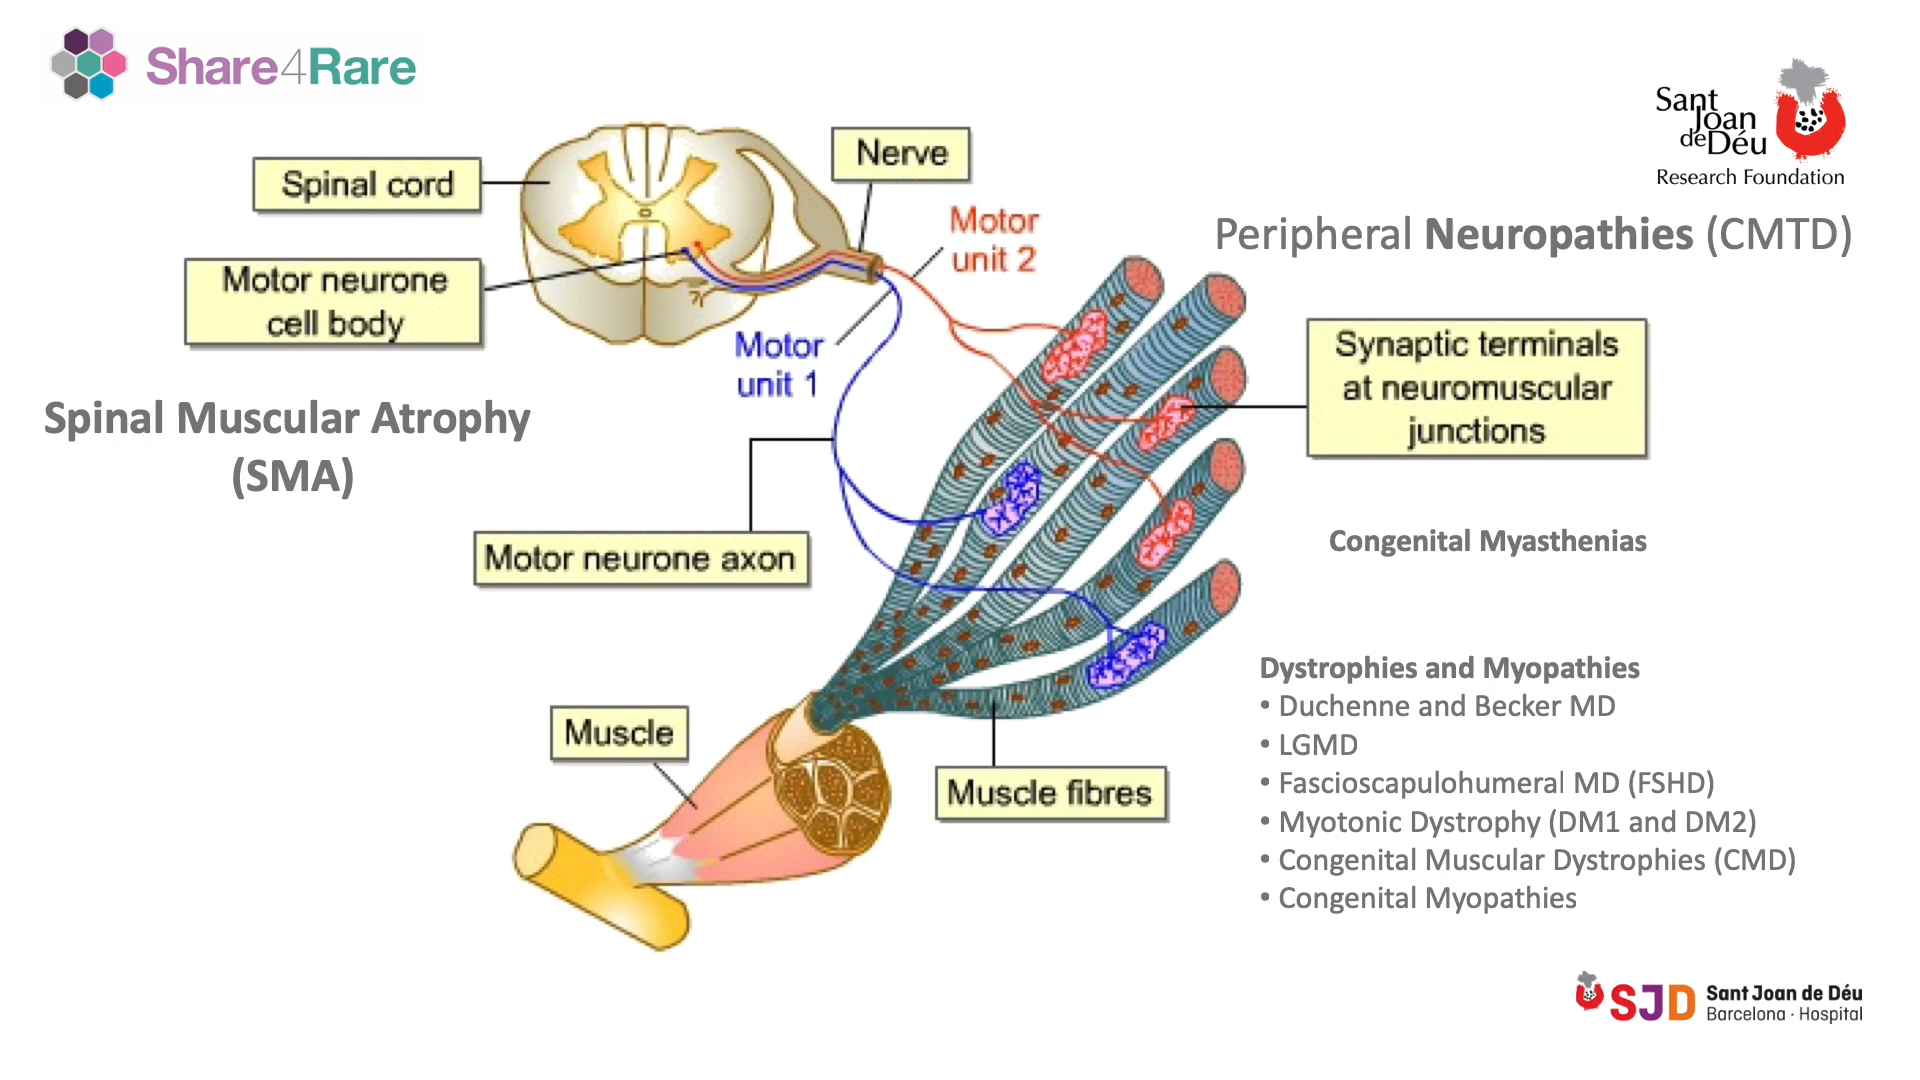 Share4Rare
Sant
Joan
de Déu
Research Foundation
Nerve
Spinal cord
Motor
unit 2
Peripheral Neuropathies (CMTD)
Motor neurone
cell body
Motor
unit 1
Synaptic terminals
at neuromuscular
junctions
Spinal Muscular Atrophy
(SMA)
Motor neurone axon
Congenital Myasthenias
Dystrophies and Myopathies
• Duchenne and Becker MD
• LGMD
• Fascioscapulohumeral MD (FSHD)
• Myotonic Dystrophy (DM1 and DM2)
• Congenital Muscular Dystrophies (CMD)
• Congenital Myopathies
Muscle
Muscle fibres
SJD Sant Joan de Déu
Barcelona · Hospital